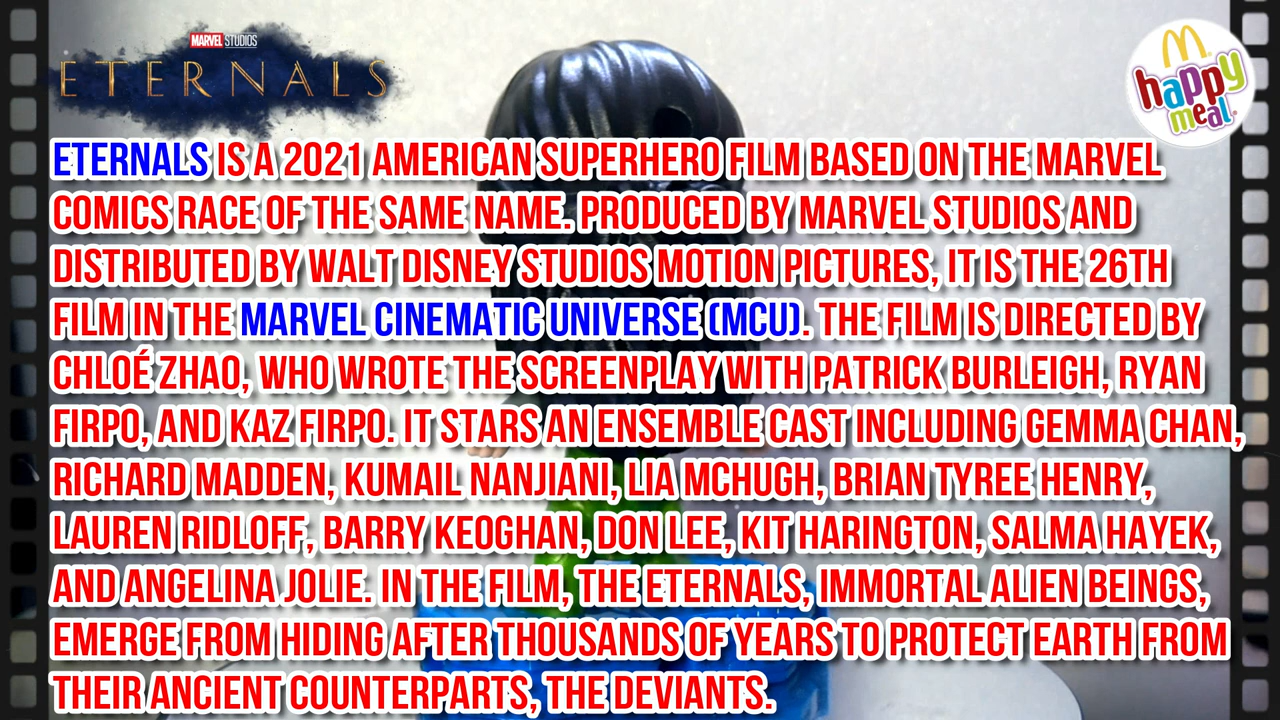 MARVEL STUDIOS
ETERNALS
M
happy
meal
ETERNALS IS A 2021 AMERICAN SUPERHERO FILM BASED ON THE MARVEL
COMICS RACE OF THE SAME NAME. PRODUCED BY MARVEL STUDIOS AND
DISTRIBUTED BY WALT DISNEY STUDIOS MOTION PICTURES, IT IS THE 26TH
FILM IN THE MARVEL CINEMATIC UNIVERSE (MCU). THE FILM IS DIRECTED BY
CHLOÉ ZHAO, WHO WROTE THE SCREENPLAY WITH PATRICK BURLEIGH, RYAN
FIRPO, AND KAZ FIRPO. IT STARS AN ENSEMBLE CAST INCLUDING GEMMA CHAN,
RICHARD MADDEN, KUMAIL NANJIANI, LIA MCHUGH, BRIAN TYREE HENRY,
LAUREN RIDLOFF, BARRY KEOGHAN, DON LEE, KIT HARINGTON, SALMA HAYEK,
AND ANGELINA JOLIE. IN THE FILM, THE ETERNALS, IMMORTAL ALIEN BEINGS,
EMERGE FROM HIDING AFTER THOUSANDS OF YEARS TO PROTECT EARTH FROM
THEIR ANCIENT COUNTERPARTS, THE DEVIANTS.